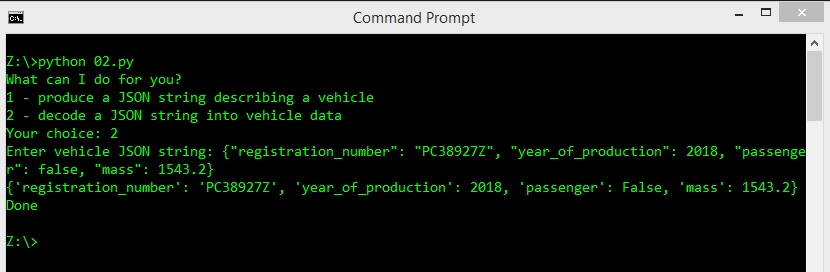 Command Prompt
Z:\>python 02.py
What can I do for you?
1 - produce a JSON string describing a vehicle
2 - decode a JSON string into vehicle data
Your choice: 2
Enter vehicle JSON string: {"registration_number": "PC38927Z", "year_of_production": 2018, "passenge
r": false, "mass": 1543.2}
{'registration_number': 'PC38927Z', 'year_of_production': 2018, 'passenger': False, 'mass': 1543.2}
Done
Z:\>